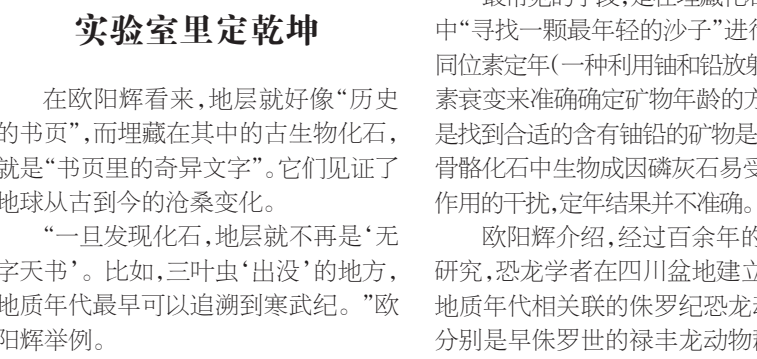 实验室里定乾坤
在欧阳辉看来，地层就好像“历史
的书页”，而埋藏在其中的古生物化石，
就是“书页里的奇异文字”。它们见证了
地球从古到今的沧桑变化。
“一旦发现化石，地层就不再是‘无
字天书’。比如，三叶虫‘出没’的地方，
地质年代最早可以追溯到寒武纪。”欧
阳辉举例。
中“寻找一颗最年轻的沙子”进行
同位素定年(一种利用铀和铅放射
素衰变来准确确定矿物年龄的方
是找到合适的含有铀铅的矿物是
骨骼化石中生物成因磷灰石易受
作用的干扰，定年结果并不准确。
欧阳辉介绍，经过百余年的
研究，恐龙学者在四川盆地建立
地质年代相关联的侏罗纪恐龙动
分别是早侏罗世的禄丰龙动物群